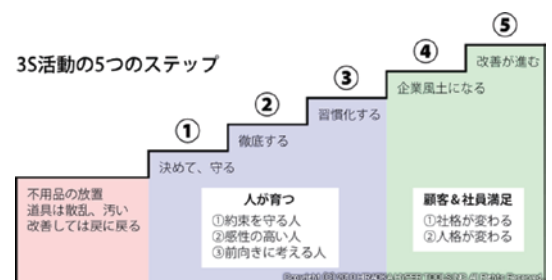 3S活動の5つのステップ
①
②
③
④
⑤
決めて、守る
徹底する
習慣化する
企業風土になる
改善が進む
不用品の放置
道具は散乱、汚い
改善しては戻に戻る
人が育つ
①約束を守る人
②感性の高い人
③前向きに考える人
顧客＆社員満足
①社格が変わる
②人格が変わる